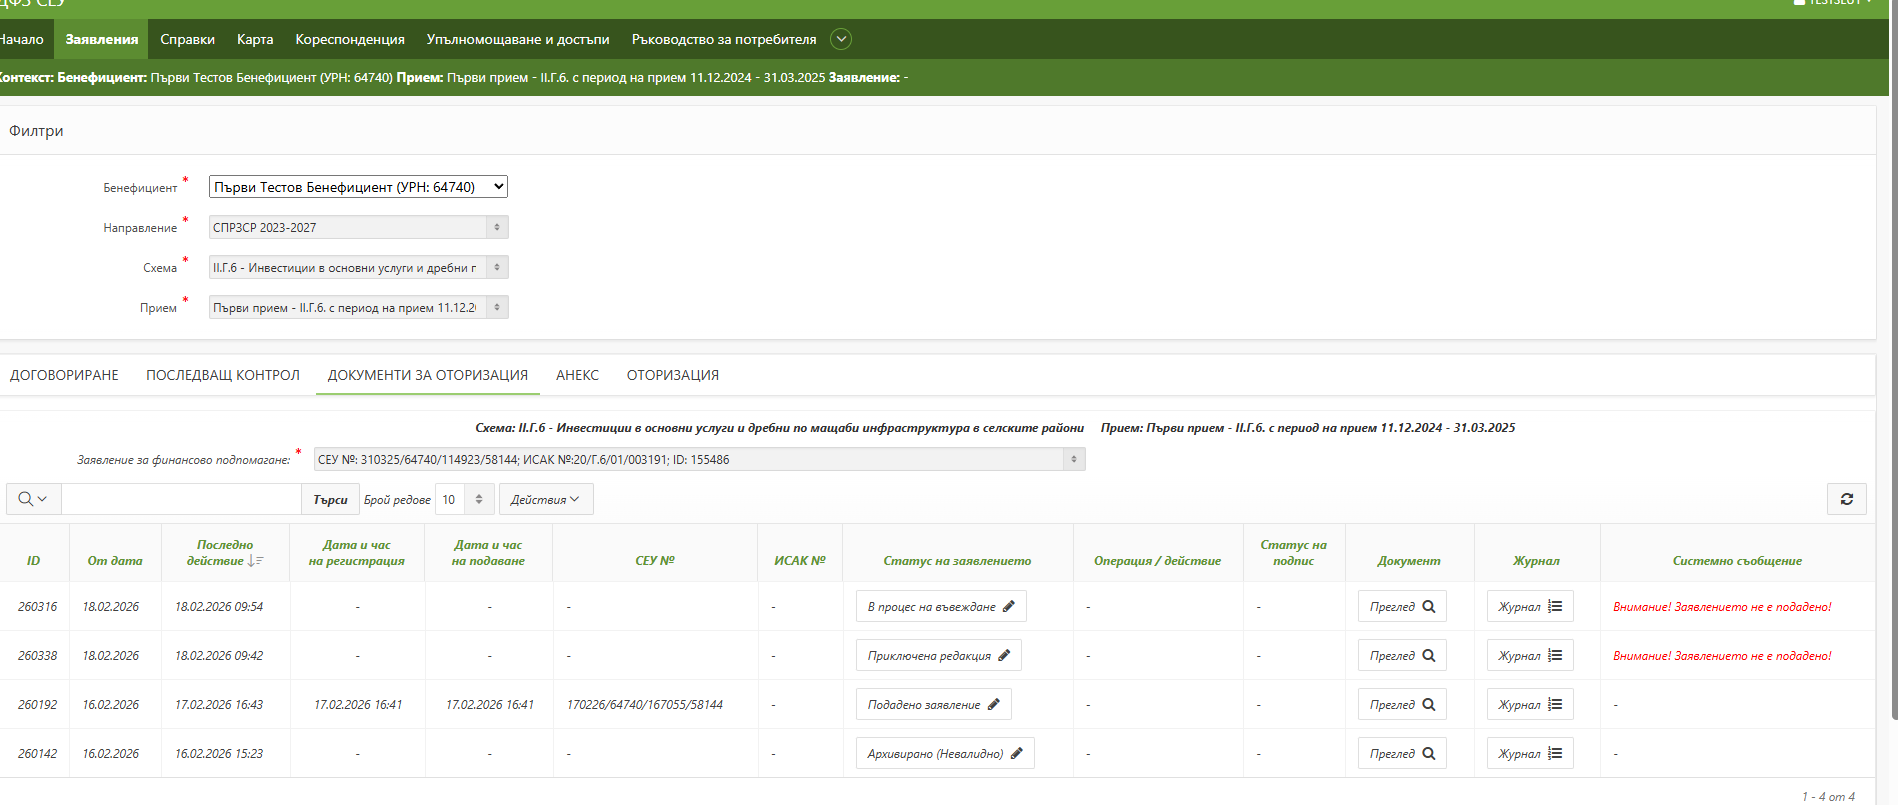 ДФЗ СЕУ
TESTSEU1
Начало Заявления Справки Карта Кореспонденция Упълномощаване и достъпи Ръководство за потребителя
Контекст: Бенефициент: Първи Тестов Бенефициент (УРН: 64740) Прием: Първи прием - II.Г.6. с период на прием 11.12.2024 - 31.03.2025 Заявление: -
Филтри
Бенефициент * Първи Тестов Бенефициент (УРН: 64740)
Направление * СПРЗСР 2023-2027
Схема * II.Г.6 - Инвестиции в основни услуги и дребни п
Прием * Първи прием - II.Г.6. с период на прием 11.12.2
ДОГОВОРИРАНЕ ПОСЛЕДВАЩ КОНТРОЛ ДОКУМЕНТИ ЗА ОТОРИЗАЦИЯ АНЕКС ОТОРИЗАЦИЯ
Схема: II.Г.6 - Инвестиции в основни услуги и дребни по мащаби инфраструктура в селските райони Прием: Първи прием - II.Г.6. с период на прием 11.12.2024 - 31.03.2025
Заявление за финансово подпомагане: * СЕУ №: 310325/64740/114923/58144; ИСАК №:20/Г.6/01/003191; ID: 155486
Търси Брой редове 10 Действия
ID От дата Последно действие Дата и час на регистрация Дата и час на подаване СЕУ № ИСАК № Статус на заявлението Операция / действие Статус на подпис Документ Журнал Системно съобщение
260316 18.02.2026 18.02.2026 09:54 - - - - В процес на въвеждане - - Преглед Журнал Внимание! Заявлението не е подадено!
260338 18.02.2026 18.02.2026 09:42 - - - - Приключена редакция - - Преглед Журнал Внимание! Заявлението не е подадено!
260192 16.02.2026 17.02.2026 16:43 17.02.2026 16:41 17.02.2026 16:41 170226/64740/167055/58144 - Подадено заявление - - Преглед Журнал -
260142 16.02.2026 16.02.2026 15:23 - - - - Архивирано (Невалидно) - - Преглед Журнал -
1 - 4 от 4